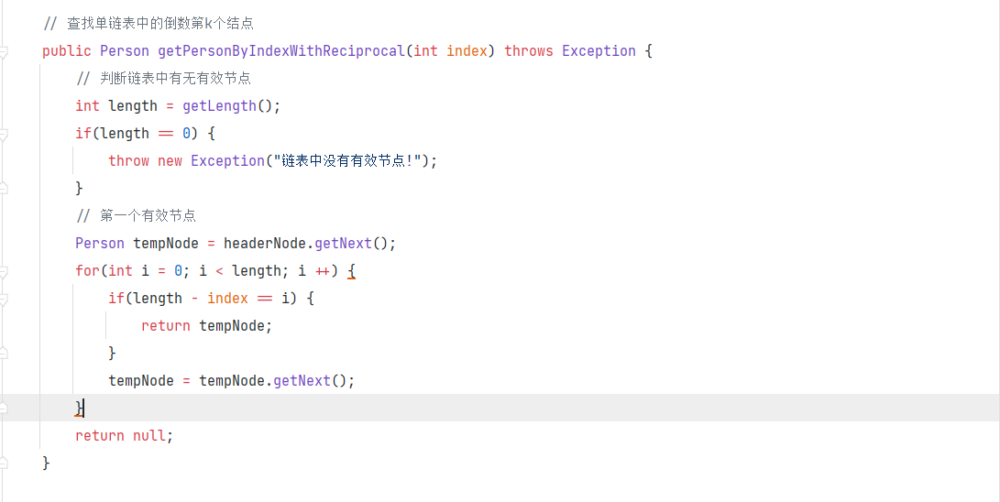 // 查找单链表中的倒数第k个结点
public Person getPersonByIndexWithReciprocal(int index) throws Exception {
// 判断链表中有无有效节点
int length = getLength();
if(length == 0) {
throw new Exception("链表中没有有效节点!");
}
// 第一个有效节点
Person tempNode = headerNode.getNext();
for(int i = 0; i < length; i ++) {
if(length - index == i) {
return tempNode;
}
tempNode = tempNode.getNext();
}
return null;
}